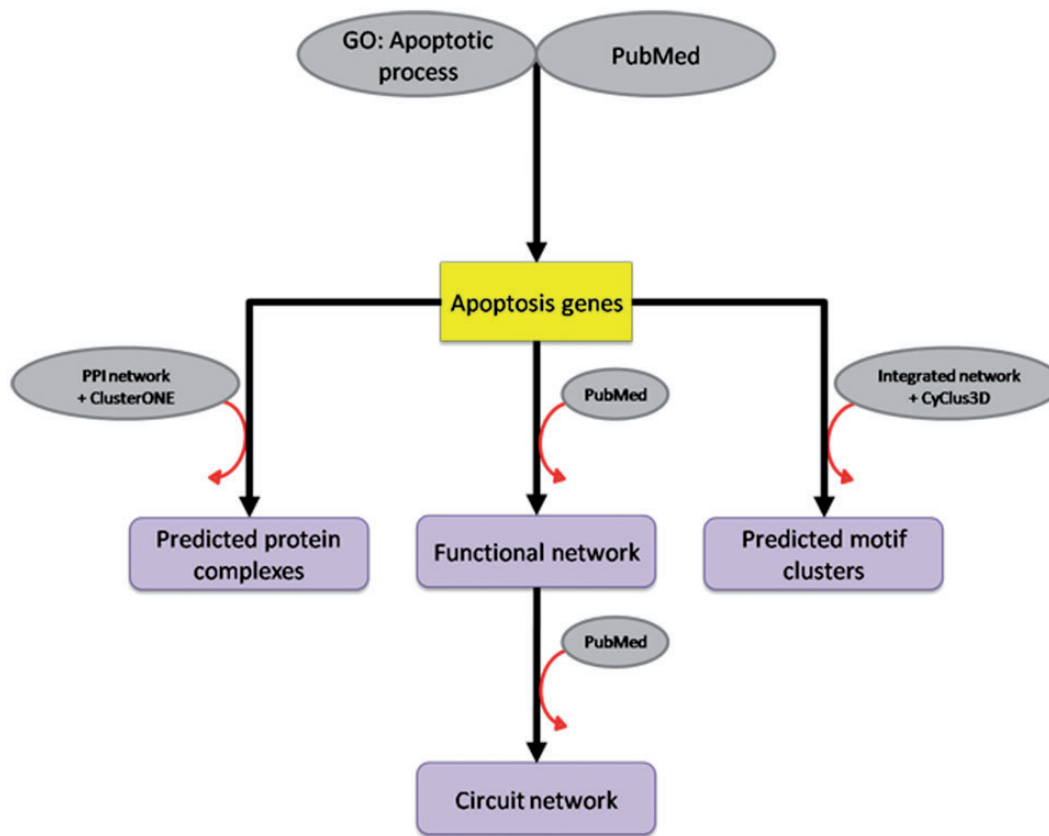 GO: Apoptotic
process
PubMed
Apoptosis genes
PPI network
+ ClusterONE
PubMed
Integrated network
+ CyClus3D
Predicted protein
complexes
Functional network
Predicted motif
clusters
PubMed
Circuit network